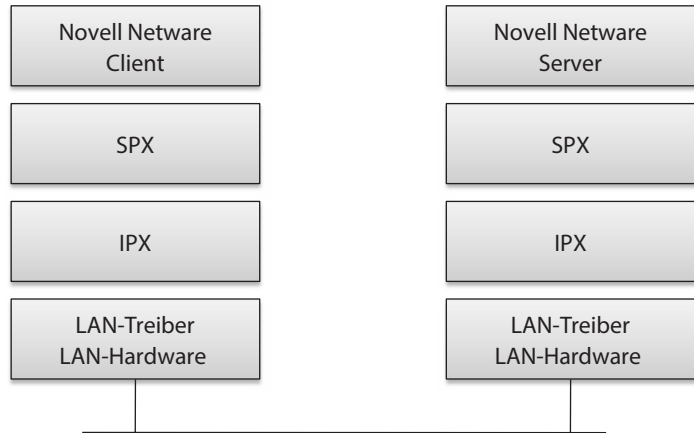 Novell Netware
Client
SPX
IPX
LAN-Treiber
LAN-Hardware
Novell Netware
Server
SPX
IPX
LAN-Treiber
LAN-Hardware